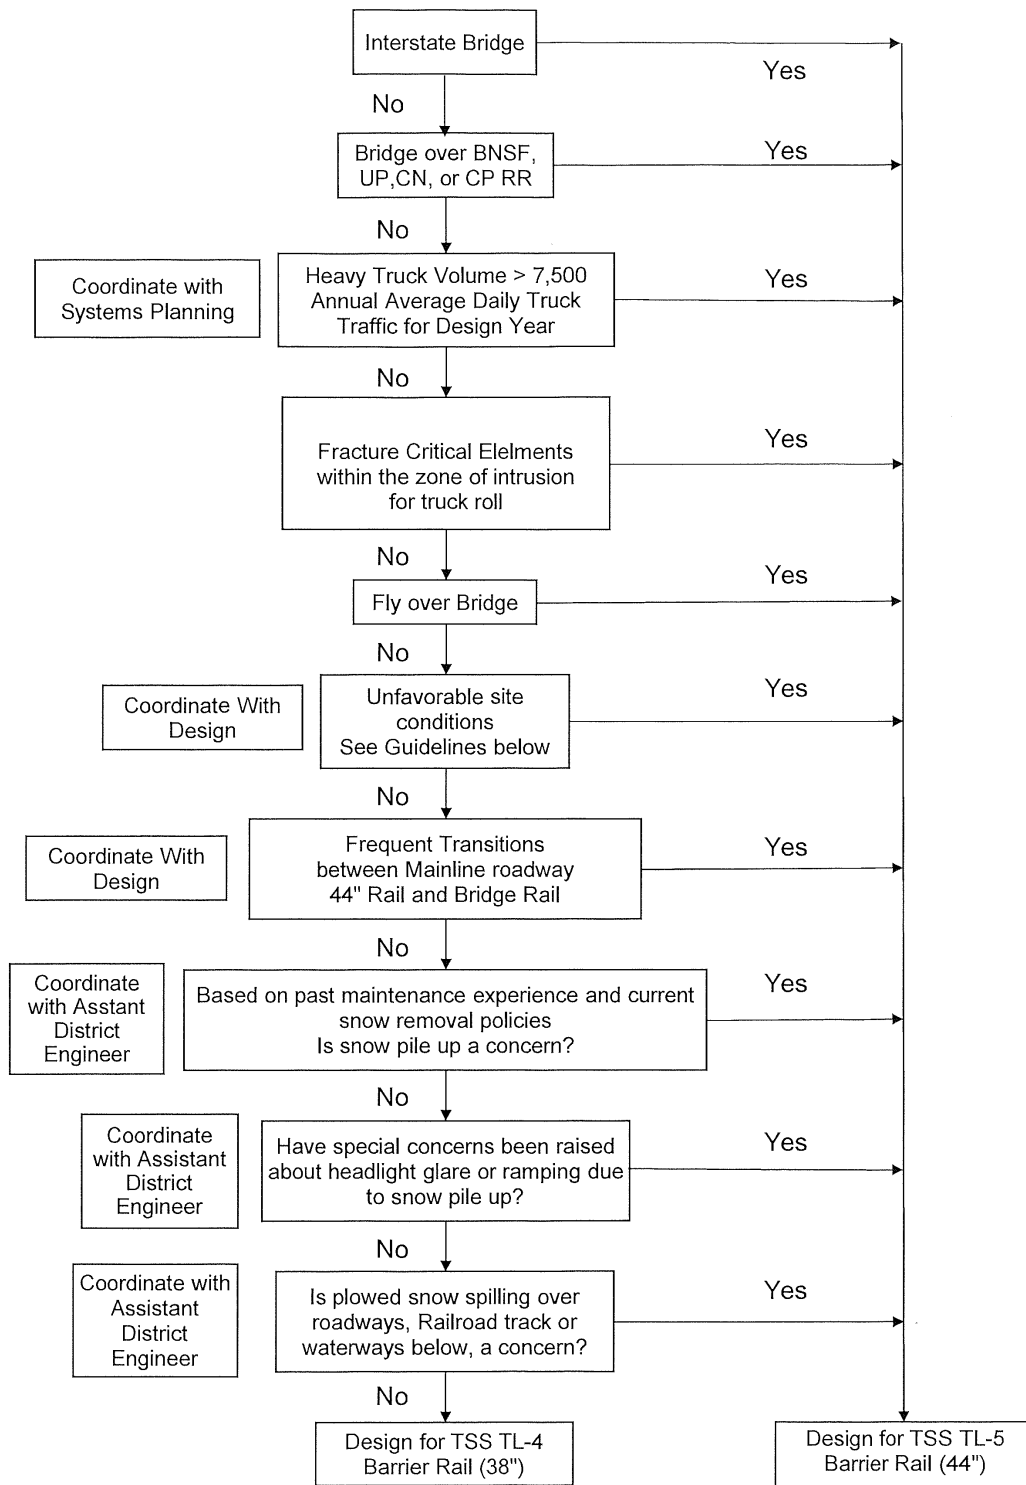 Interstate Bridge
Yes
No
Bridge over BNSF,
UP,CN, or CP RR
Yes
No
Coordinate with
Systems Planning
Heavy Truck Volume > 7,500
Annual Average Daily Truck
Traffic for Design Year
Yes
No
Fracture Critical Elelments
within the zone of intrusion
for truck roll
Yes
No
Fly over Bridge
Yes
No
Coordinate With
Design
Unfavorable site
conditions
See Guidelines below
Yes
No
Coordinate With
Design
Frequent Transitions
between Mainline roadway
44" Rail and Bridge Rail
Yes
No
Coordinate
with Asstant
District
Engineer
Based on past maintenance experience and current
snow removal policies
Is snow pile up a concern?
Yes
No
Coordinate
with Assistant
District
Engineer
Have special concerns been raised
about headlight glare or ramping due
to snow pile up?
Yes
No
Coordinate with
Assistant
District
Engineer
Is plowed snow spilling over
roadways, Railroad track or
waterways below, a concern?
Yes
No
Design for TSS TL-4
Barrier Rail (38")
Design for TSS TL-5
Barrier Rail (44")